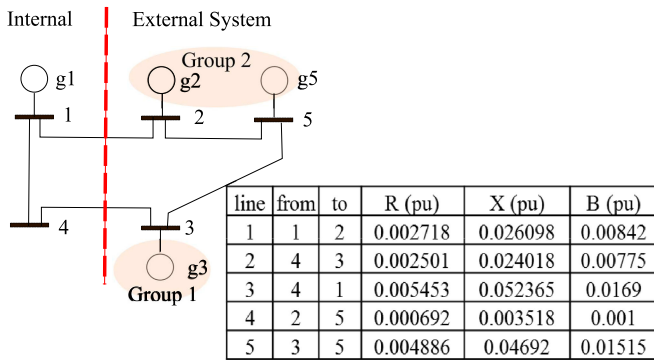 Internal External System
Group 2
g1 g2 g5
1 2 5
4 3
g3
Group 1
line from to R (pu) X (pu) B (pu)
1 1 2 0.002718 0.026098 0.00842
2 4 3 0.002501 0.024018 0.00775
3 4 1 0.005453 0.052365 0.0169
4 2 5 0.000692 0.003518 0.001
5 3 5 0.004886 0.04692 0.01515